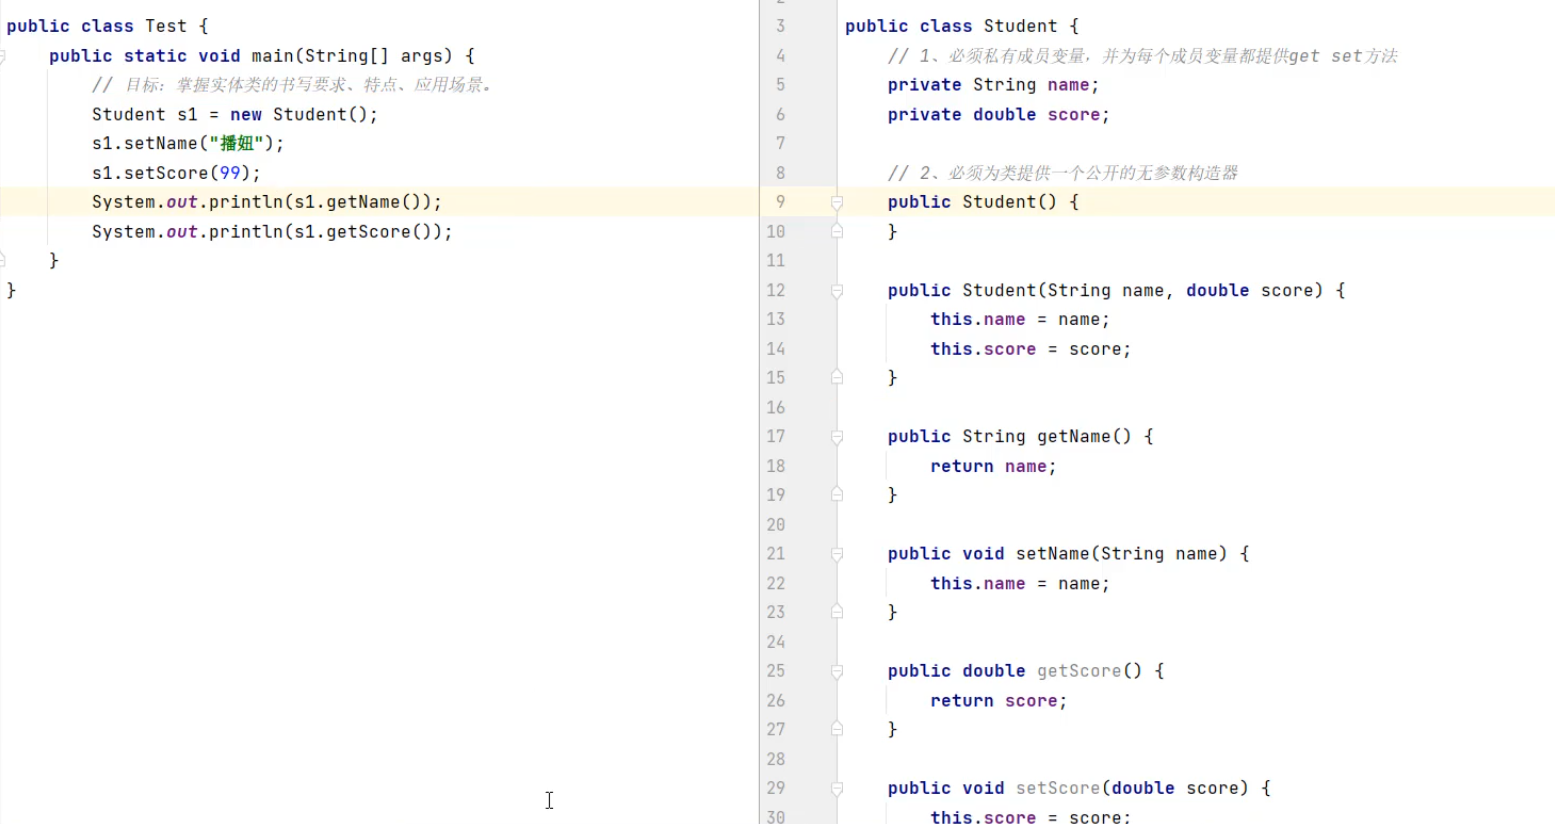 public class Test {
public static void main(String[] args) {
// 目标：掌握实体类的书写要求、特点、应用场景。
Student s1 = new Student();
s1.setName("播妞");
s1.setScore(99);
System.out.println(s1.getName());
System.out.println(s1.getScore());
}
}
3 public class Student {
4 // 1、必须私有成员变量，并为每个成员变量都提供get set方法
5 private String name;
6 private double score;
7
8 // 2、必须为类提供一个公开的无参数构造器
9 public Student() {
10 }
11
12 public Student(String name, double score) {
13 this.name = name;
14 this.score = score;
15 }
16
17 public String getName() {
18 return name;
19 }
20
21 public void setName(String name) {
22 this.name = name;
23 }
24
25 public double getScore() {
26 return score;
27 }
28
29 public void setScore(double score) {
30 this.score = score;